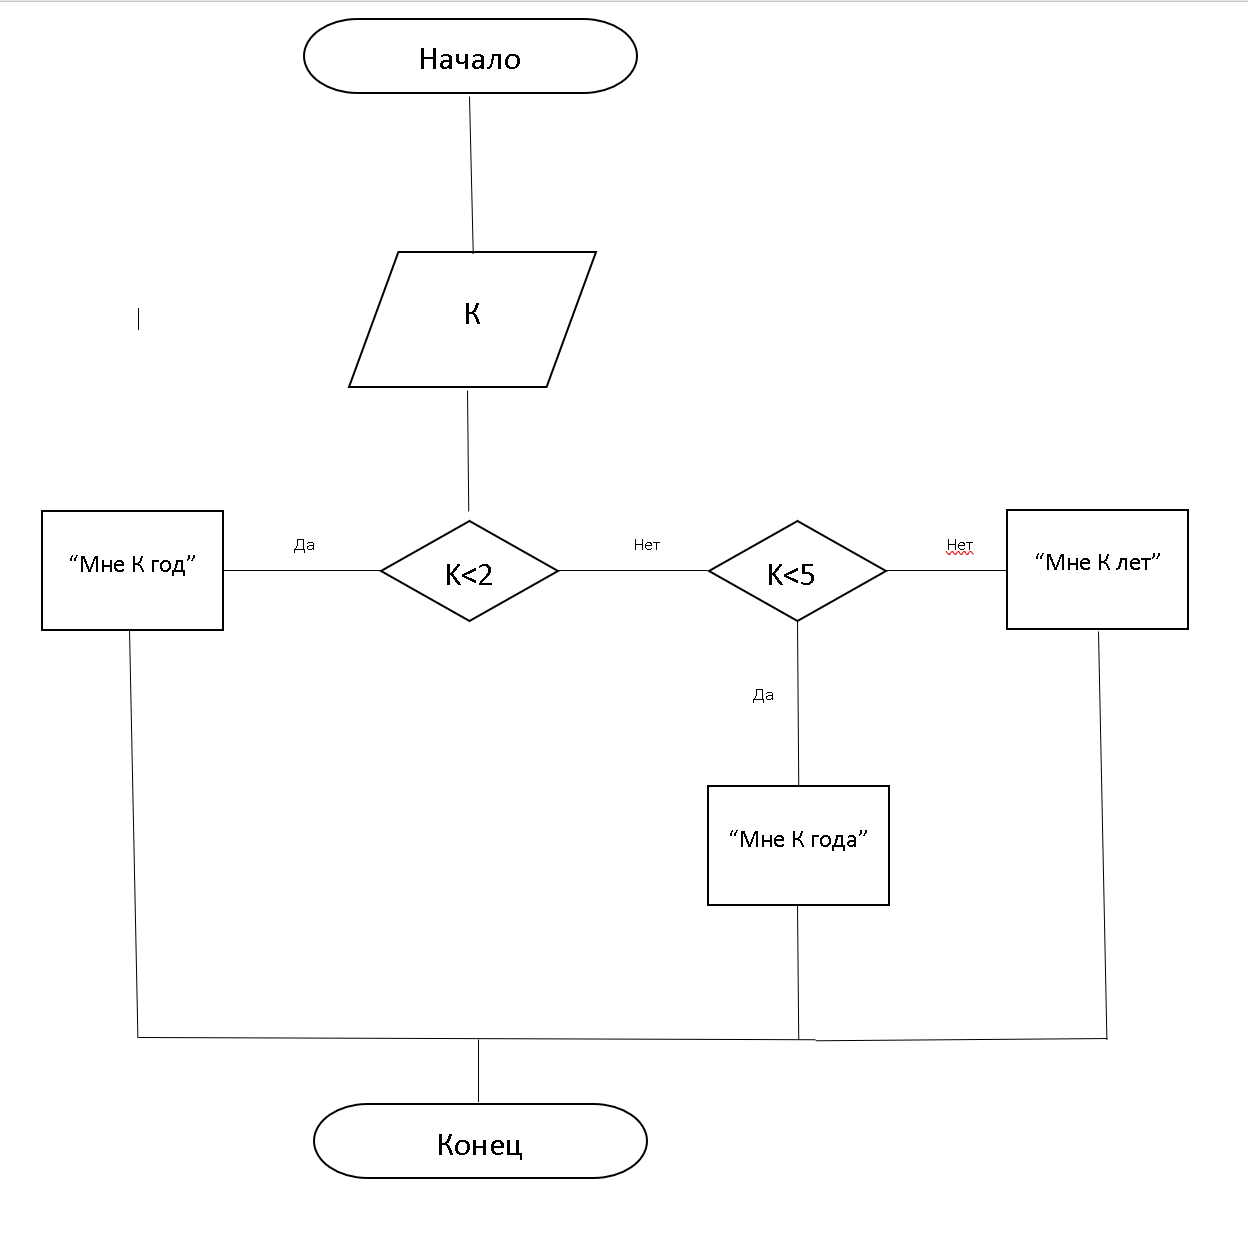 Начало
К
“Мне К год”
Да
K<2
Нет
K<5
Нет
“Мне К лет”
Да
“Мне К года”
Конец